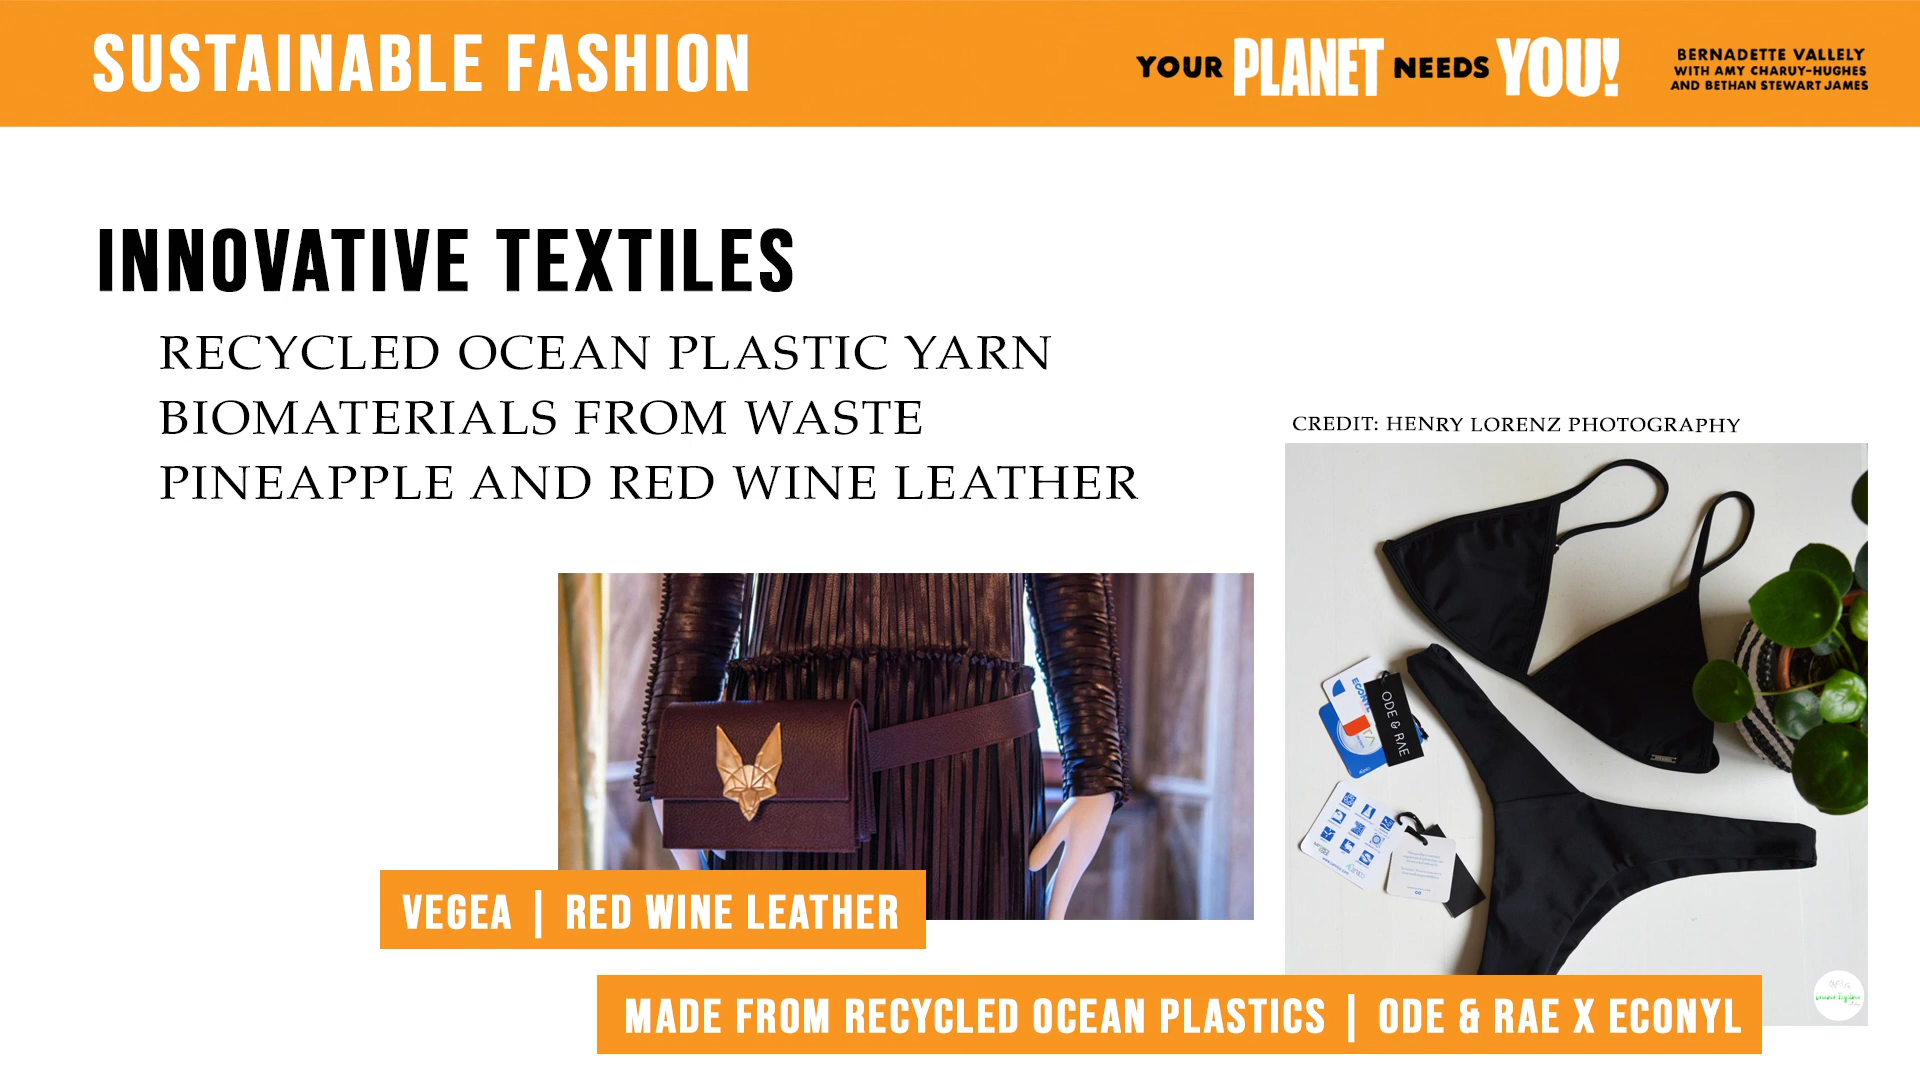 SUSTAINABLE FASHION
YOUR PLANET NEEDS YOU!
BERNADETTE VALLELY
WITH AMY CHARUY-HUGHES
AND BETHAN STEWART JAMES
INNOVATIVE TEXTILES
RECYCLED OCEAN PLASTIC YARN
BIOMATERIALS FROM WASTE
PINEAPPLE AND RED WINE LEATHER
CREDIT: HENRY LORENZ PHOTOGRAPHY
ECONYL
ODE & RAE
VEGEA | RED WINE LEATHER
MADE FROM RECYCLED OCEAN PLASTICS | ODE & RAE X ECONYL